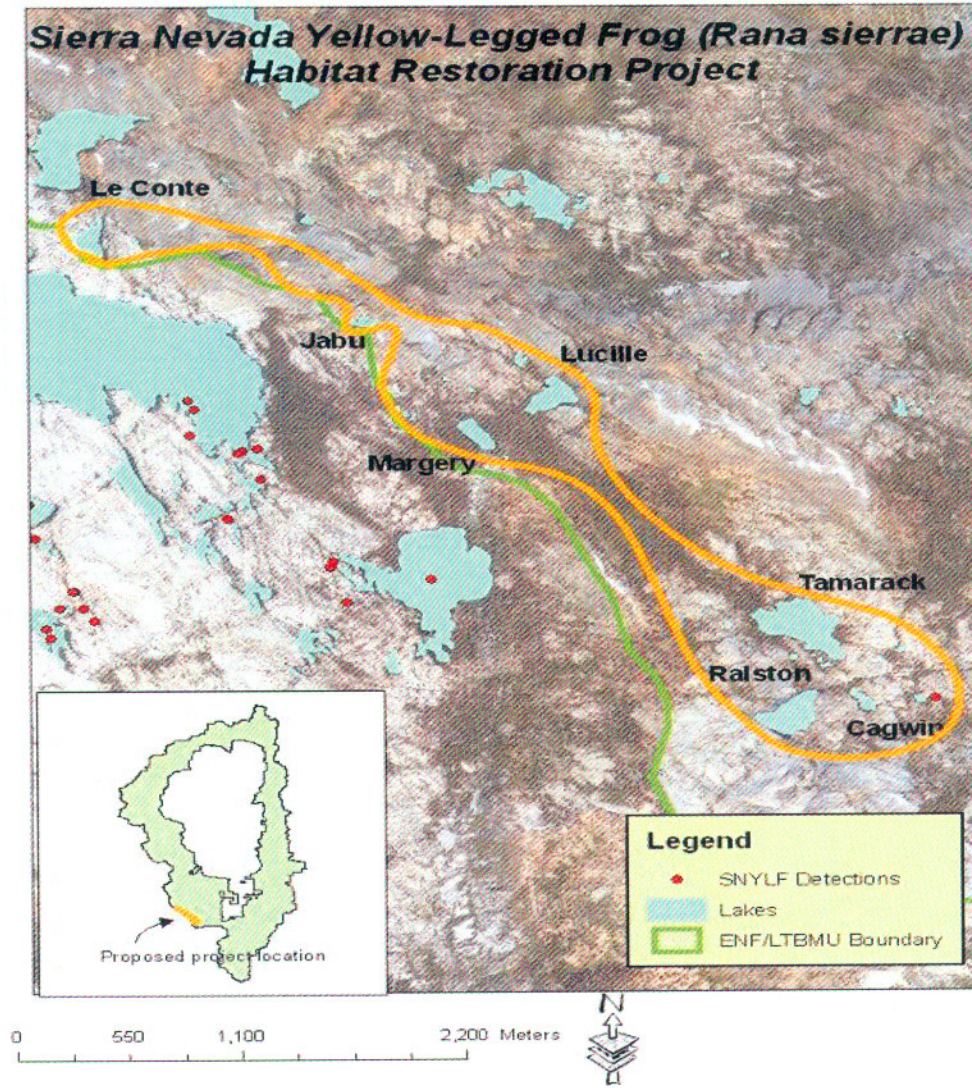 Sierra Nevada Yellow-Legged Frog (Rana sierrae)
Habitat Restoration Project
Le Conte
Jabu
Lucille
Margery
Tamarack
Ralston
Cagwin
Proposed project location
Legend
SNYLF Detections
Lakes
ENF/LTBMU Boundary
0 550 1,100 2,200 Meters
N